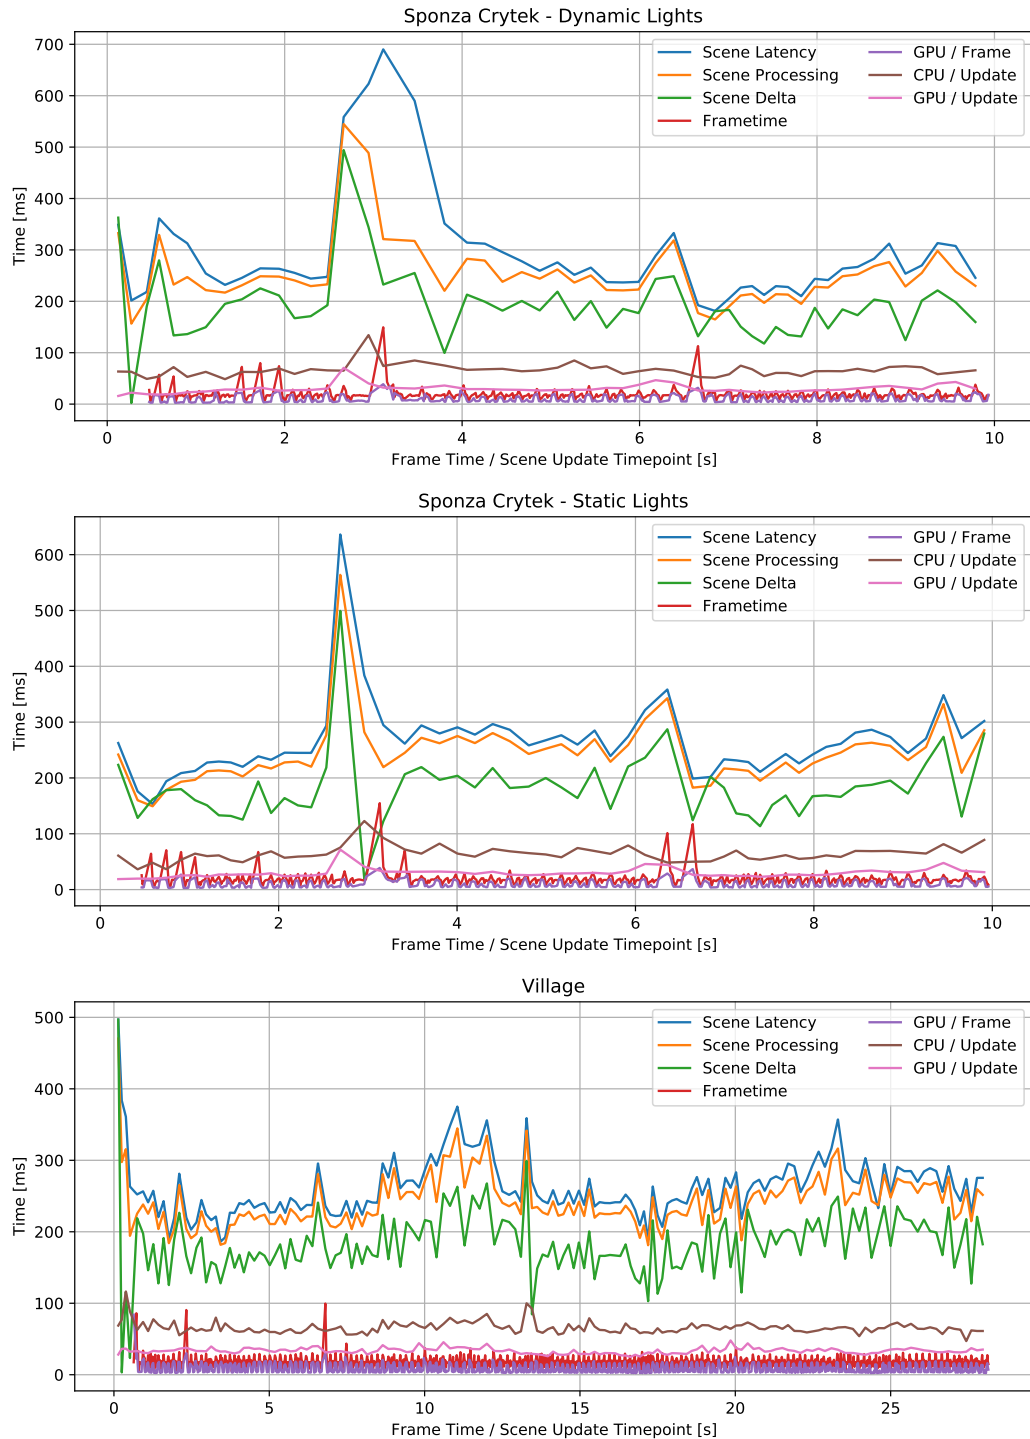 Sponza Crytek - Dynamic Lights
700
600
500
400
300
200
100
0
Time [ms]
Scene Latency
Scene Processing
Scene Delta
Frametime
GPU / Frame
CPU / Update
GPU / Update
0 2 4 6 8 10
Frame Time / Scene Update Timepoint [s]
Sponza Crytek - Static Lights
600
500
400
300
200
100
0
Time [ms]
Scene Latency
Scene Processing
Scene Delta
Frametime
GPU / Frame
CPU / Update
GPU / Update
0 2 4 6 8 10
Frame Time / Scene Update Timepoint [s]
Village
500
400
300
200
100
0
Time [ms]
Scene Latency
Scene Processing
Scene Delta
Frametime
GPU / Frame
CPU / Update
GPU / Update
0 5 10 15 20 25
Frame Time / Scene Update Timepoint [s]